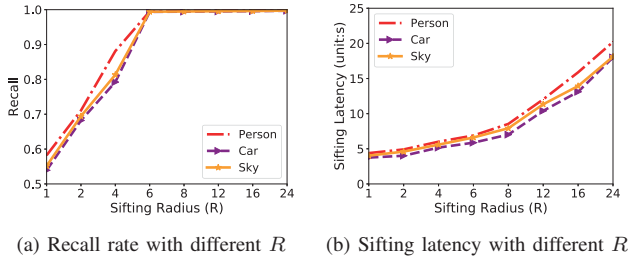 1.0
0.9
0.8
0.7
0.6
0.5
Recall
Person
Car
Sky
1 2 4 6 8 12 16 24
Sifting Radius (R)
(a) Recall rate with different R
25
20
15
10
5
0
Sifting Latency (unit:s)
Person
Car
Sky
1 2 4 6 8 12 16 24
Sifting Radius (R)
(b) Sifting latency with different R